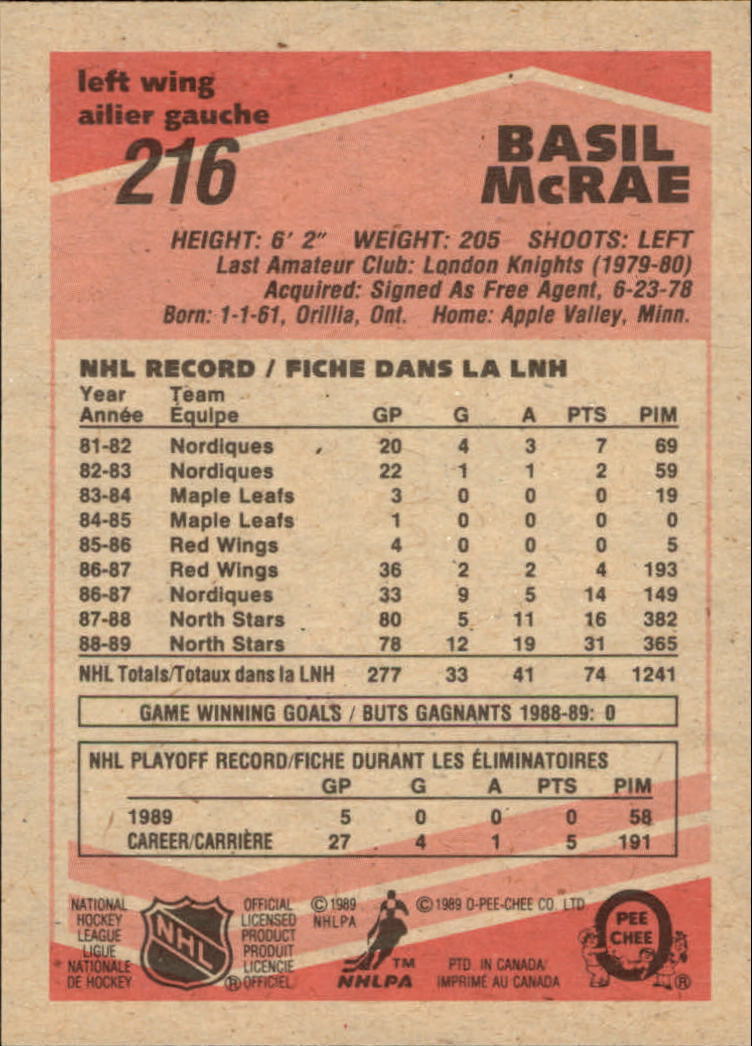 left wing
ailier gauche
216
BASIL
McRAE
HEIGHT: 6' 2" WEIGHT: 205 SHOOTS: LEFT
Last Amateur Club: London Knights (1979-80)
Acquired: Signed As Free Agent, 6-23-78
Born: 1-1-61, Orillia, Ont. Home: Apple Valley, Minn.
NHL RECORD / FICHE DANS LA LNH
Year Team
Année Équipe GP G A PTS PIM
81-82 Nordiques 20 4 3 7 69
82-83 Nordiques 22 1 1 2 59
83-84 Maple Leafs 3 0 0 0 19
84-85 Maple Leafs 1 0 0 0 0
85-86 Red Wings 4 0 0 0 5
86-87 Red Wings 36 2 2 4 193
86-87 Nordiques 33 9 5 14 149
87-88 North Stars 80 5 11 16 382
88-89 North Stars 78 12 19 31 365
NHL Totals/Totaux dans la LNH 277 33 41 74 1241
GAME WINNING GOALS / BUTS GAGNANTS 1988-89: 0
NHL PLAYOFF RECORD/FICHE DURANT LES ÉLIMINATOIRES
GP G A PTS PIM
1989 5 0 0 0 58
CAREER/CARRIÈRE 27 4 1 5 191
NATIONAL
HOCKEY
LEAGUE
LIGUE
NATIONALE
DE HOCKEY
NHL
®
OFFICIAL
LICENSED
PRODUCT
PRODUIT
LICENCIE
OFFICIEL
© 1989
NHLPA
TM
NHLPA
© 1989 O-PEE-CHEE CO. LTD
PTD IN CANADA/
IMPRIMÉ AU CANADA
O
PEE
CHEE
®